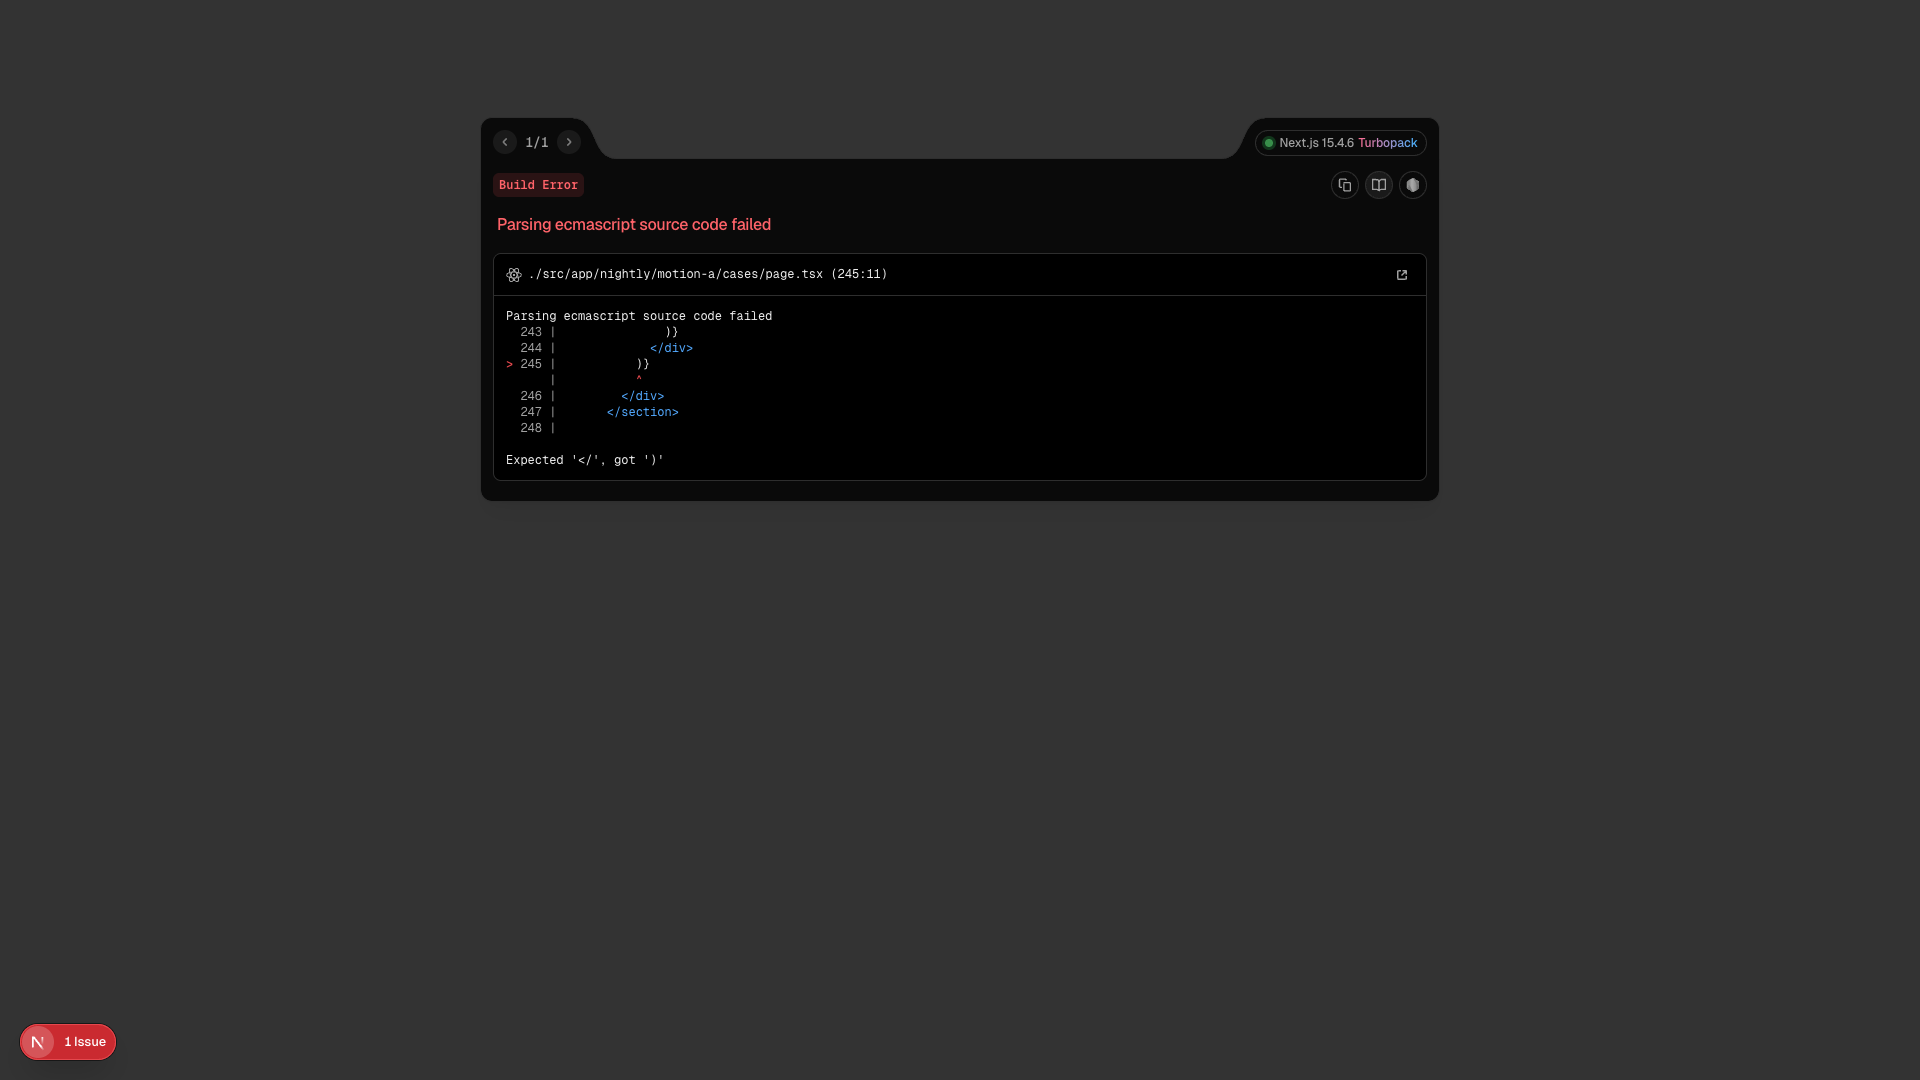 1/1
Next.js 15.4.6 Turbopack
Build Error
Parsing ecmascript source code failed
./src/app/nightly/motion-a/cases/page.tsx (245:11)
Parsing ecmascript source code failed
  243 |               )}
  244 |             </div>
> 245 |           )}
      |           ^
  246 |         </div>
  247 |       </section>
  248 |
Expected '</', got ')'
N
1 Issue